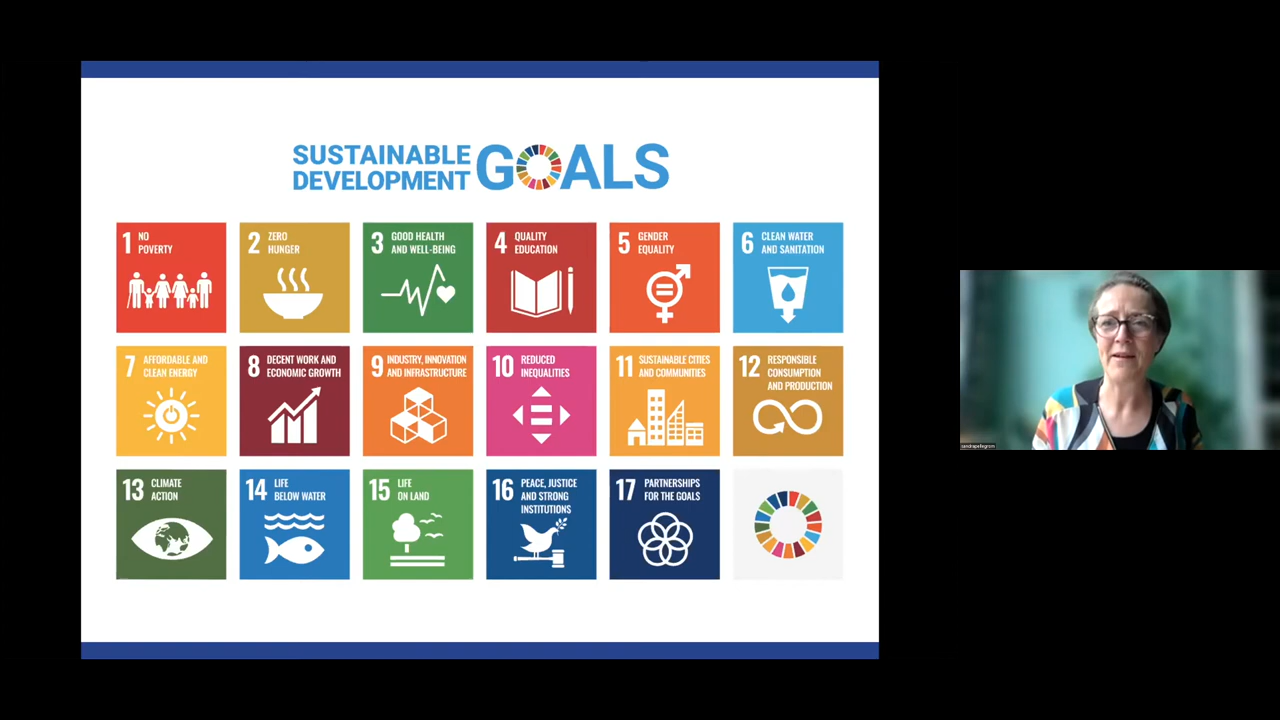 SUSTAINABLE
DEVELOPMENT
GOALS
1 NO
POVERTY
2 ZERO
HUNGER
3 GOOD HEALTH
AND WELL-BEING
4 QUALITY
EDUCATION
5 GENDER
EQUALITY
6 CLEAN WATER
AND SANITATION
7 AFFORDABLE AND
CLEAN ENERGY
8 DECENT WORK AND
ECONOMIC GROWTH
9 INDUSTRY, INNOVATION
AND INFRASTRUCTURE
10 REDUCED
INEQUALITIES
11 SUSTAINABLE CITIES
AND COMMUNITIES
12 RESPONSIBLE
CONSUMPTION
AND PRODUCTION
13 CLIMATE
ACTION
14 LIFE
BELOW WATER
15 LIFE
ON LAND
16 PEACE, JUSTICE
AND STRONG
INSTITUTIONS
17 PARTNERSHIPS
FOR THE GOALS
sandrapellegrom